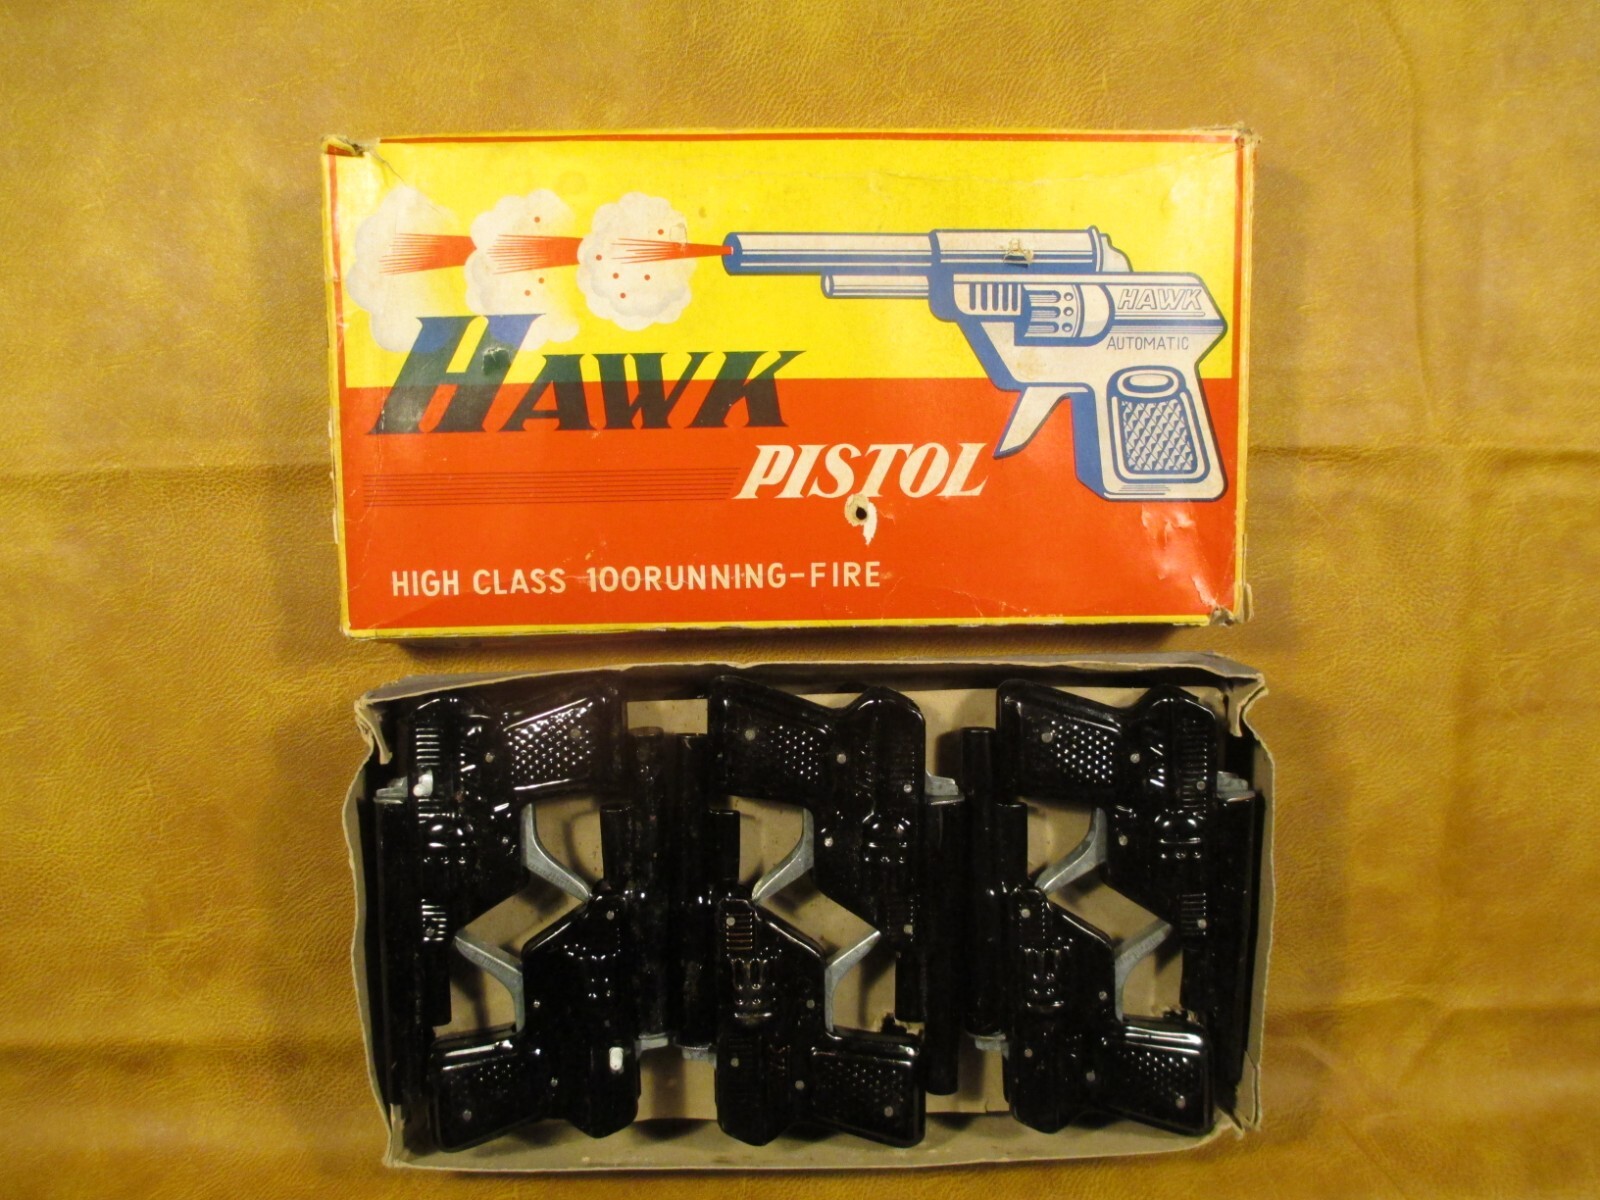 HAWK
AUTOMATIC
HAWK
PISTOL
HIGH CLASS 100RUNNING-FIRE